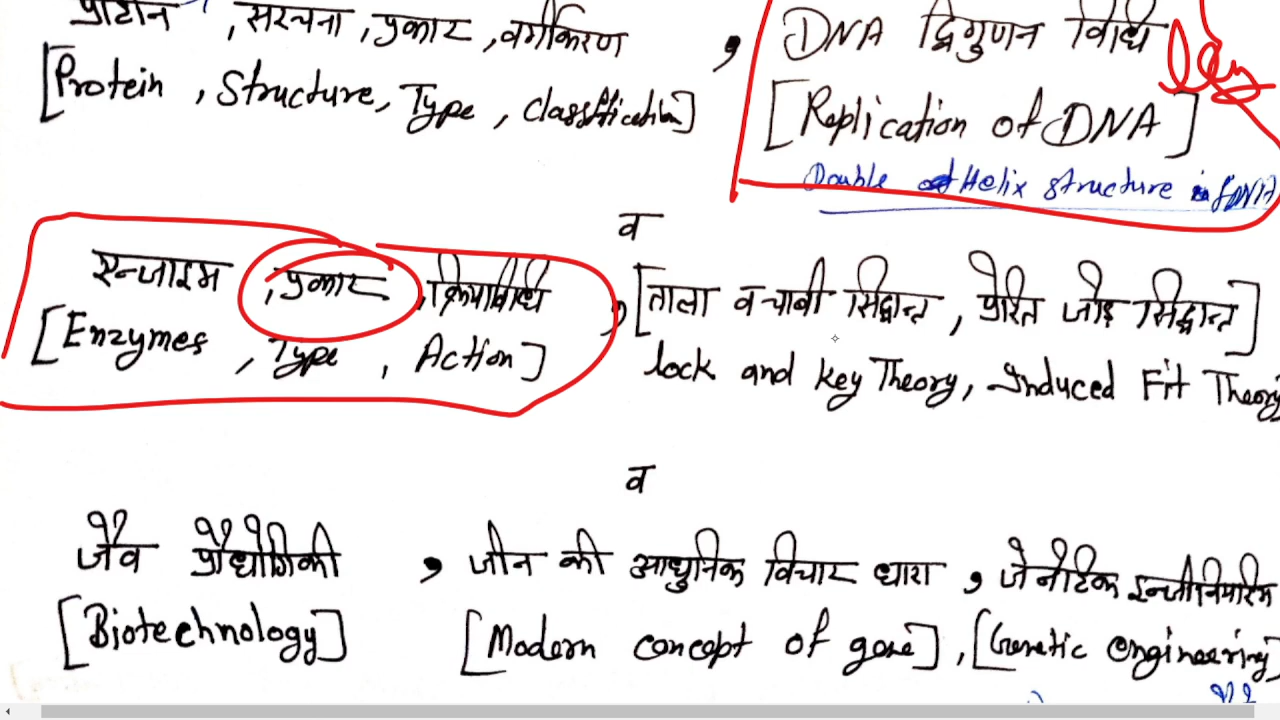 प्रोटीन , संरचना , प्रकार , वर्गीकरण , DNA द्विगुणन विधि
[Protein , Structure, Type , Classification] [Replication of DNA]
Double Helix structure of DNA
व
एन्जाइम , प्रकार , क्रियाविधि , [ताला व चाबी सिद्धान्त , प्रेरित जोड़ सिद्धान्त]
[Enzymes , Type , Action] lock and key Theory, Induced Fit Theory
व
जैव प्रौद्योगिकी , जीन की आधुनिक विचार धारा , जेनेटिक इन्जीनियरिंग
[Biotechnology] [Modern concept of gene] , [Genetic engineering]